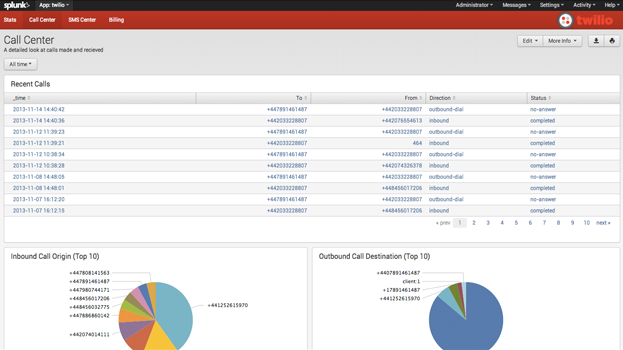 splunk> App: twilio Administrator Messages Settings Activity Help
Stats Call Center SMS Center Billing twilio
Call Center Edit More Info
A detailed look at calls made and recieved
All time
Recent Calls
_time To From Direction Status
2013-11-14 14:40:42 +447891461487 +442033228807 outbound-dial no-answer
2013-11-14 14:40:36 +442033228807 +442076554613 inbound completed
2013-11-12 11:39:23 +447891461487 +442033228807 outbound-dial no-answer
2013-11-12 11:39:21 +442033228807 464 inbound completed
2013-11-12 10:38:34 +447891461487 +442033228807 outbound-dial no-answer
2013-11-12 10:38:28 +442033228807 +442074326378 inbound completed
2013-11-08 14:48:05 +447891461487 +442033228807 outbound-dial no-answer
2013-11-08 14:48:01 +442033228807 +448456017206 inbound completed
2013-11-07 16:12:20 +447891461487 +442033228807 outbound-dial no-answer
2013-11-07 16:12:15 +442033228807 +448456017206 inbound completed
« prev 1 2 3 4 5 6 7 8 9 10 next »
Inbound Call Origin (Top 10)
+447808141563
+447891461487
+447980744171
+448456017206
+448456032775
+447886860142
+442074014111
+441252615970
Outbound Call Destination (Top 10)
+4407891461487
client:1
+17891461487
+441252615970
+447891461487